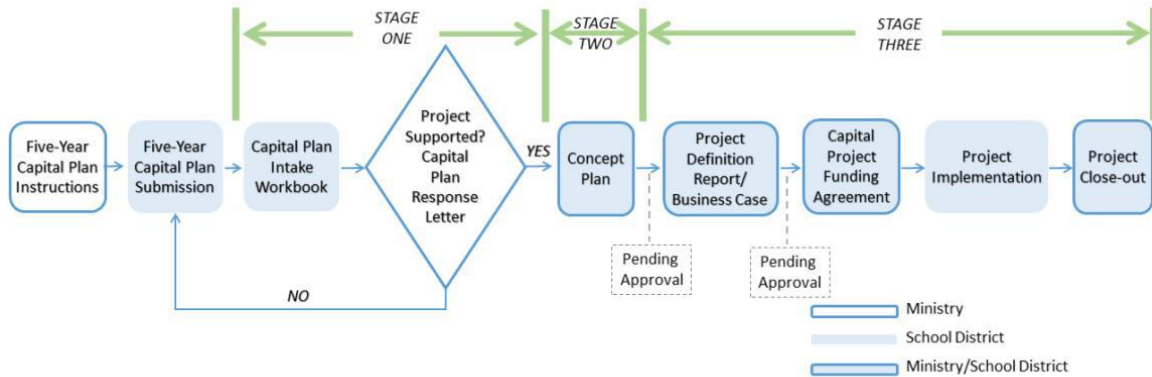 STAGE
ONE
STAGE
TWO
STAGE
THREE
Five-Year
Capital Plan
Instructions
Five-Year
Capital Plan
Submission
Capital Plan
Intake
Workbook
Project
Supported?
Capital
Plan
Response
Letter
YES
Concept
Plan
Project
Definition
Report/
Business Case
Capital
Project
Funding
Agreement
Project
Implementation
Project
Close-out
Pending
Approval
Pending
Approval
NO
Ministry
School District
Ministry/School District